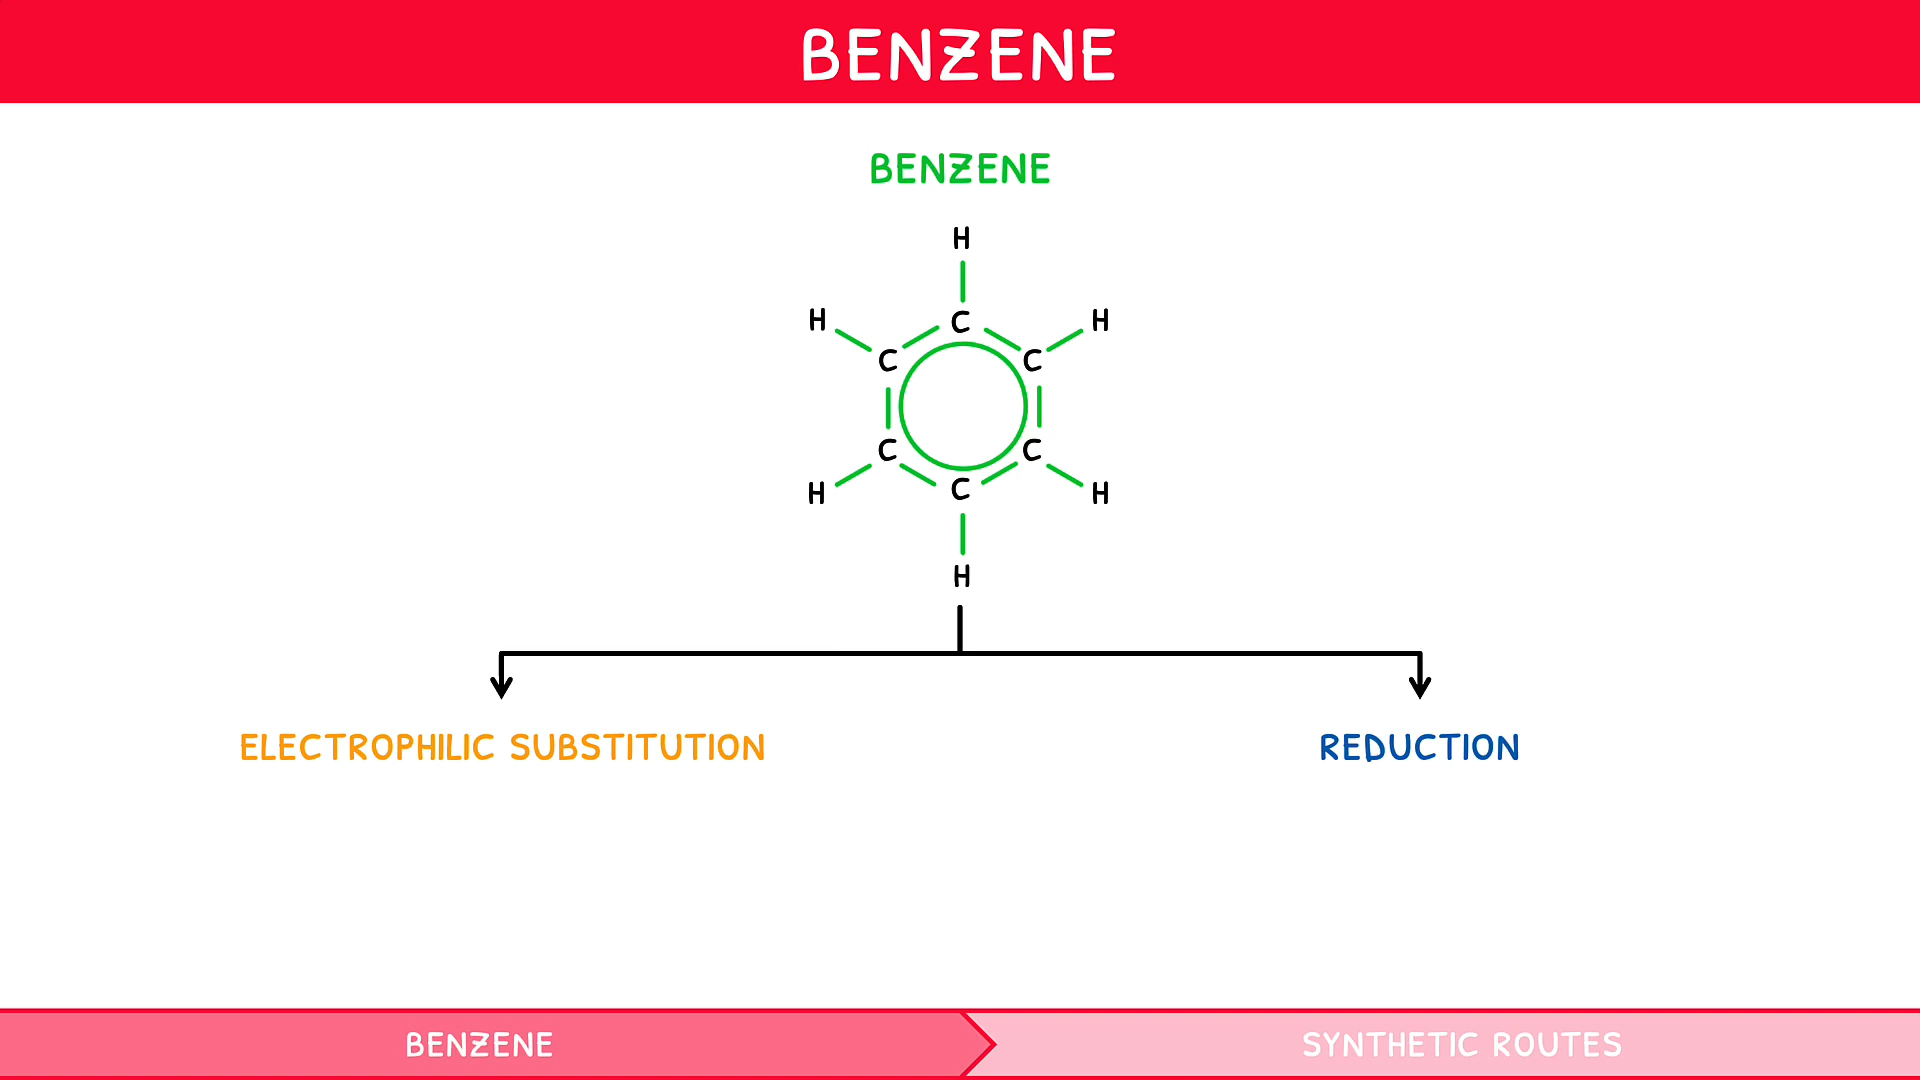 BENZENE
BENZENE
H
H H
C
C C
C C
H C H
H
ELECTROPHILIC SUBSTITUTION REDUCTION
BENZENE SYNTHETIC ROUTES